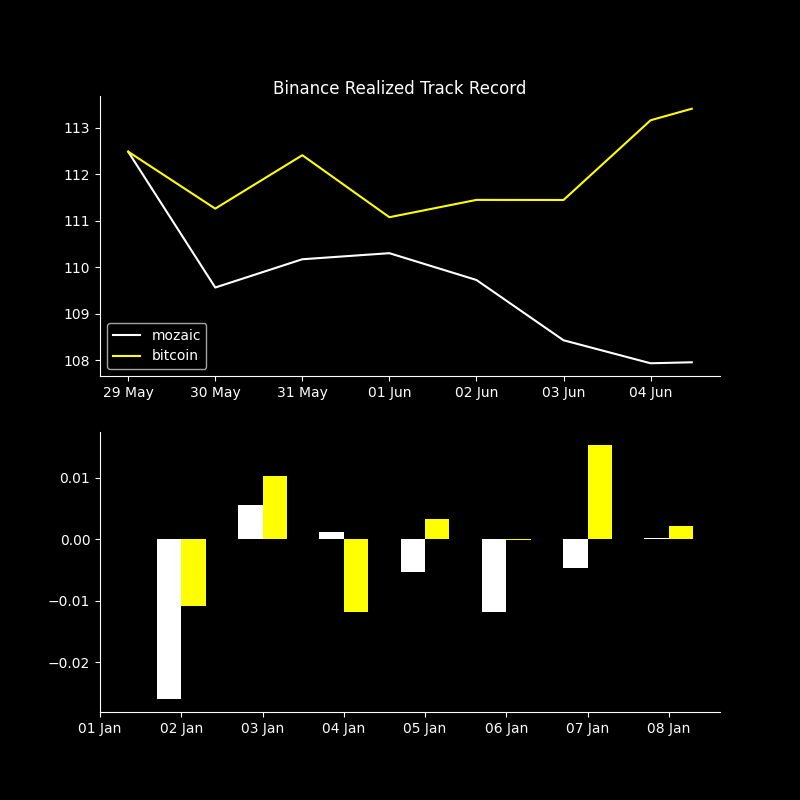 Binance Realized Track Record
113
112
111
110
109
108
mozaic
bitcoin
29 May 30 May 31 May 01 Jun 02 Jun 03 Jun 04 Jun
0.01
0.00
−0.01
−0.02
01 Jan 02 Jan 03 Jan 04 Jan 05 Jan 06 Jan 07 Jan 08 Jan